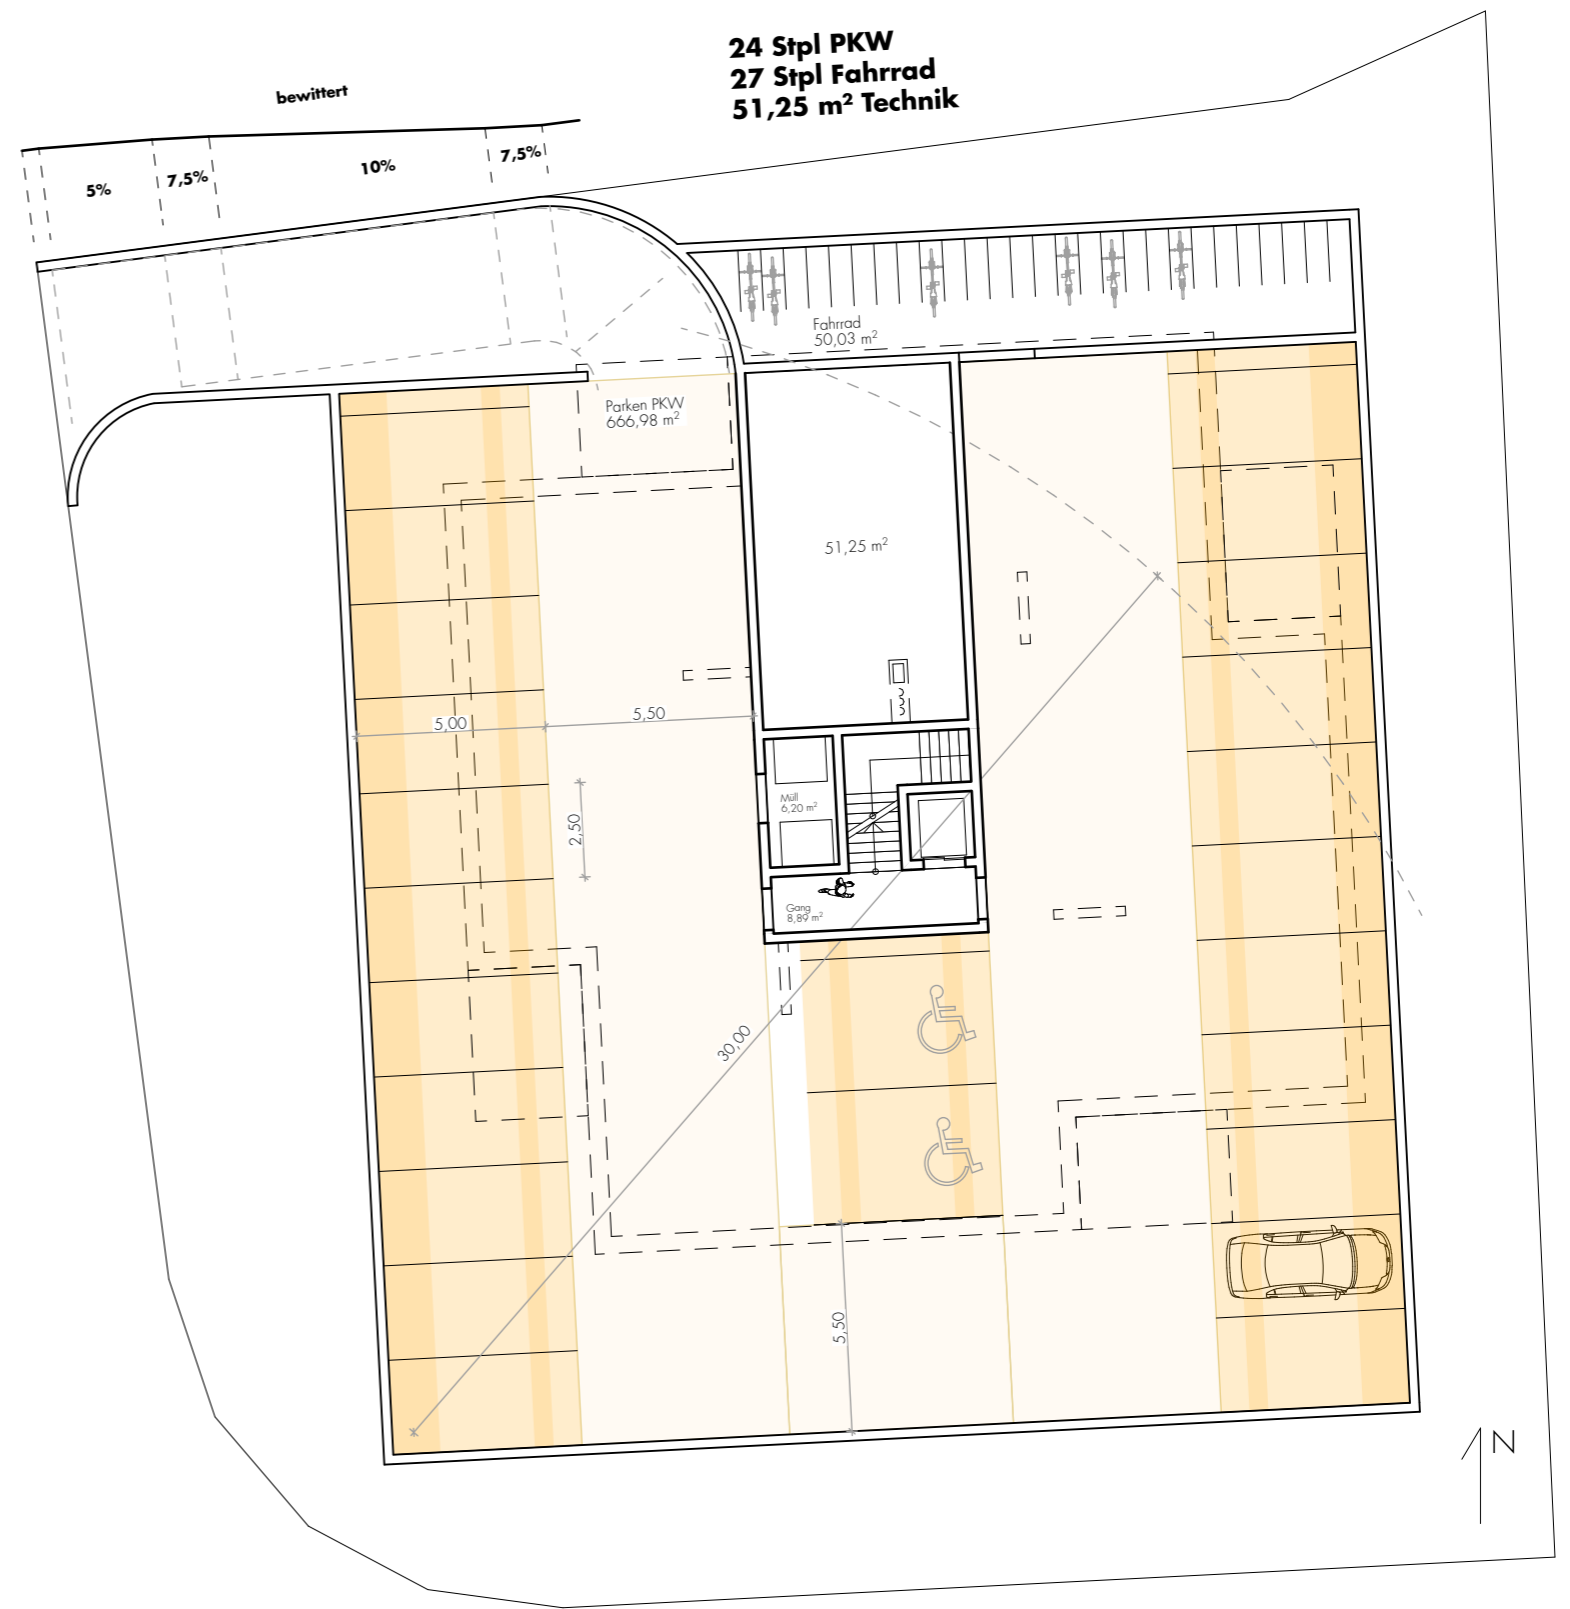 24 Stpl PKW
27 Stpl Fahrrad
51,25 m² Technik
bewittert
5%
7,5%
10%
7,5%
Fahrrad
50,03 m²
Parken PKW
666,98 m²
51,25 m²
5,00
5,50
2,50
Müll
6,20 m²
Gang
8,89 m²
30,00
5,50
N